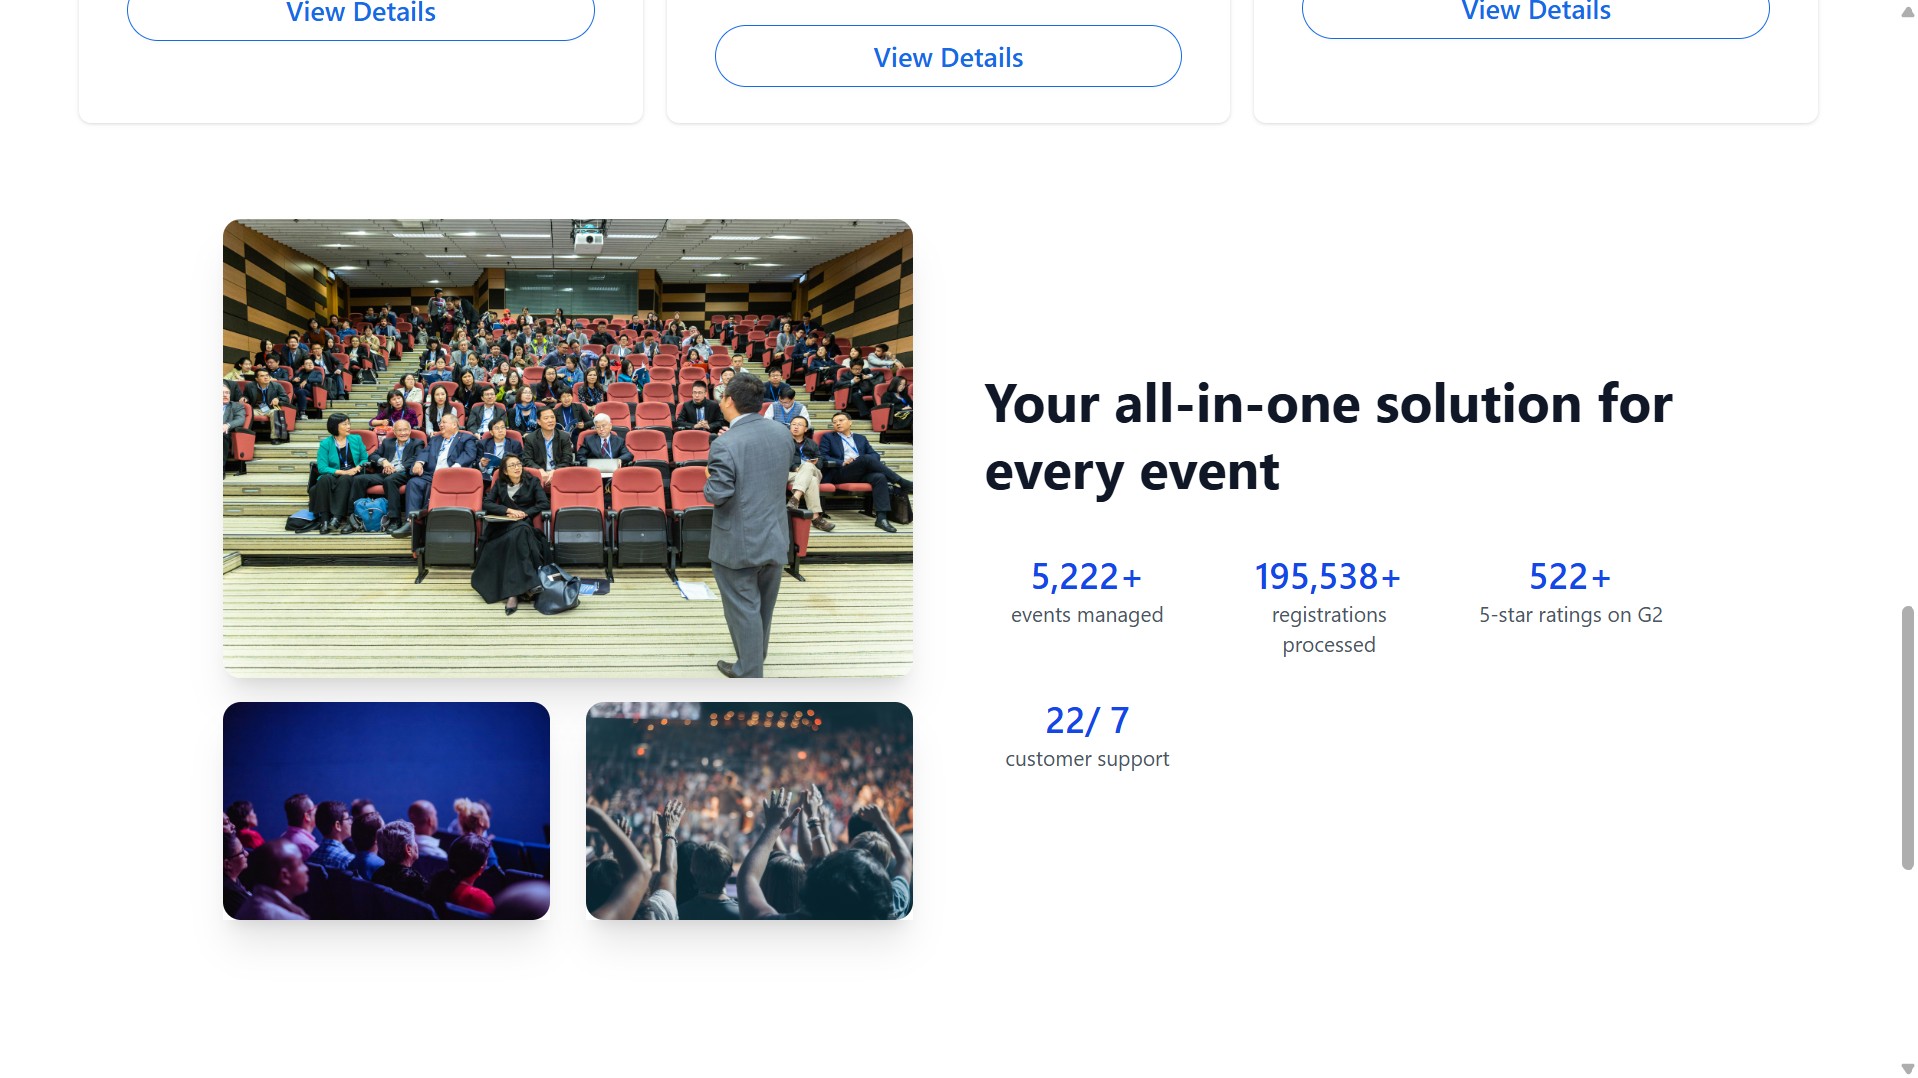 View Details
View Details
View Details
Your all-in-one solution for
every event
5,222+
events managed
195,538+
registrations
processed
522+
5-star ratings on G2
22/ 7
customer support